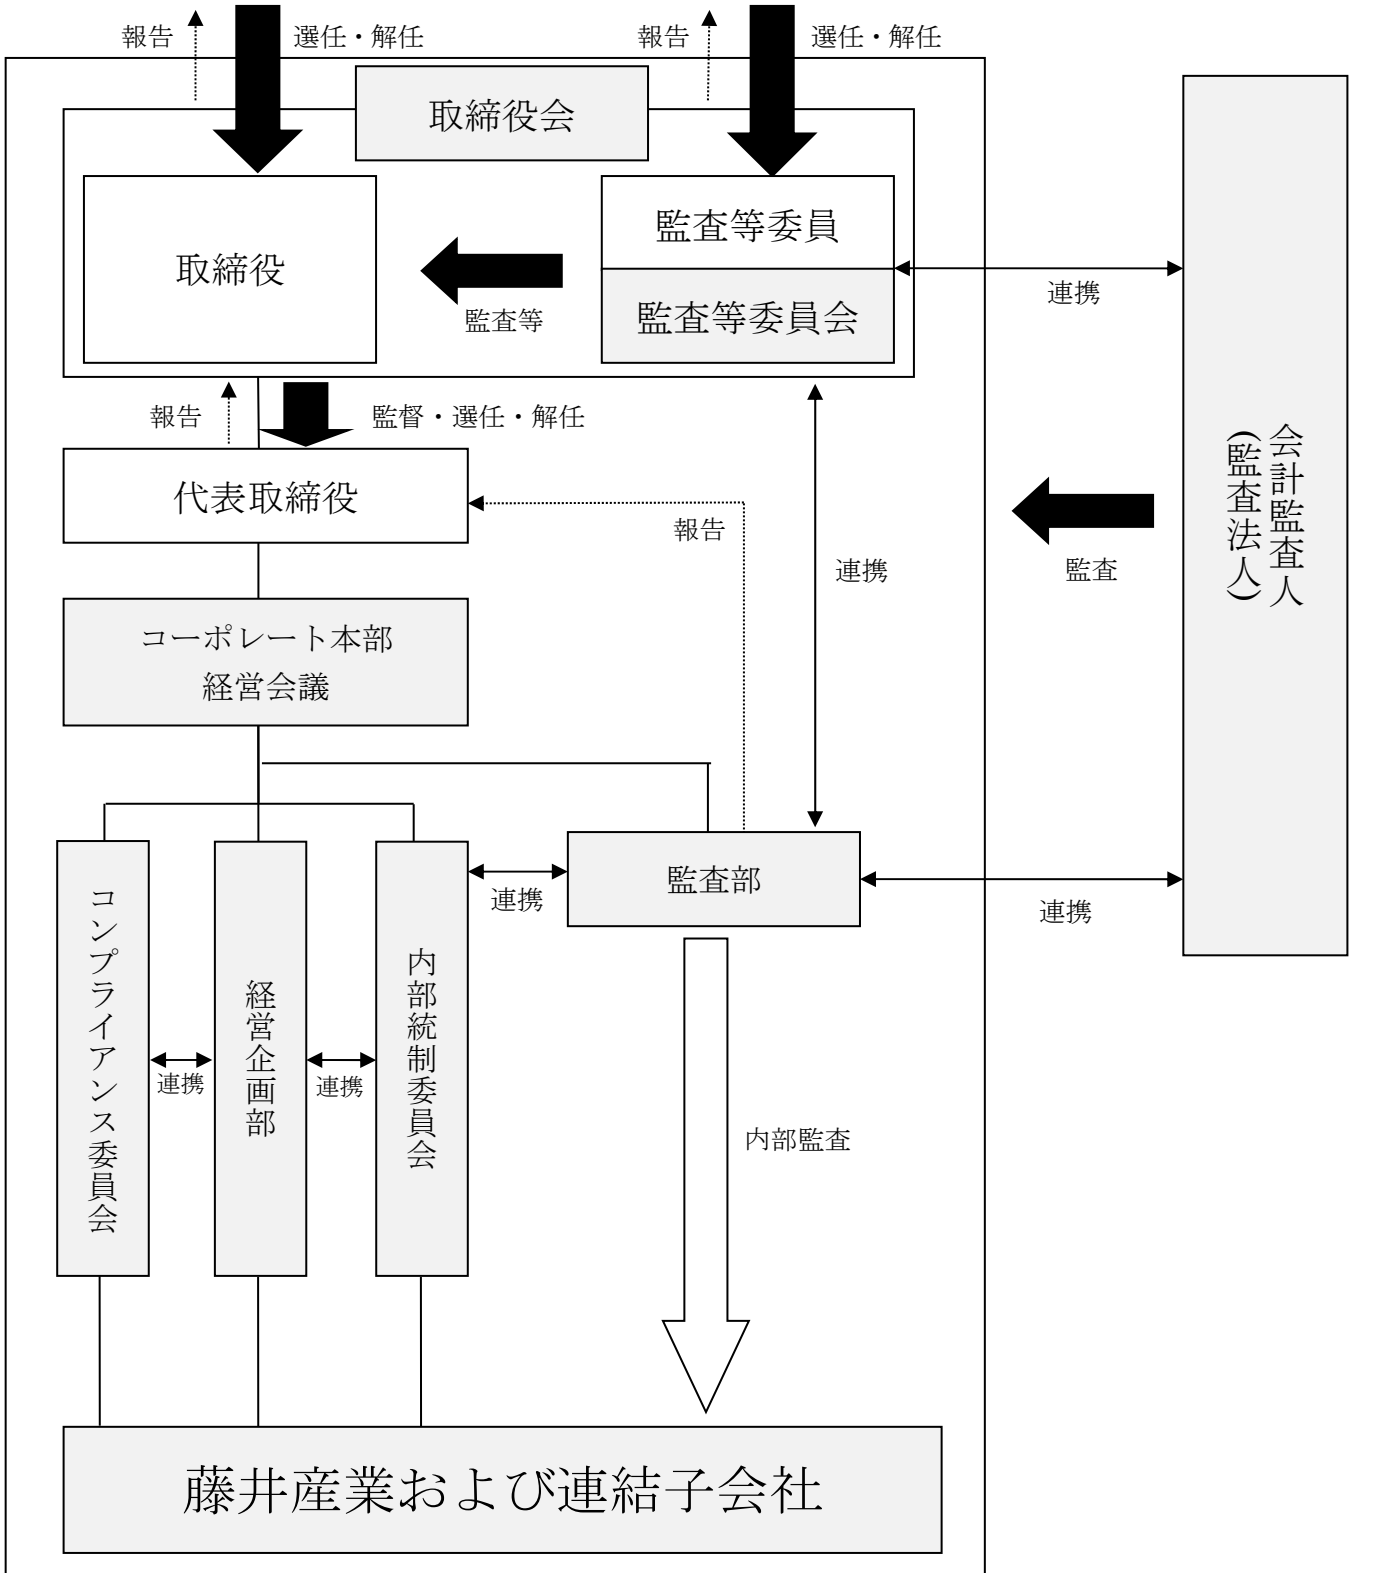 報告
選任・解任
報告
選任・解任
取締役会
取締役
監査等
監査等委員
監査等委員会
連携
報告
監督・選任・解任
代表取締役
報告
連携
監査
会計監査人
(監査法人)
コーポレート本部
経営会議
監査部
連携
連携
コンプライアンス委員会
連携
経営企画部
連携
内部統制委員会
内部監査
藤井産業および連結子会社